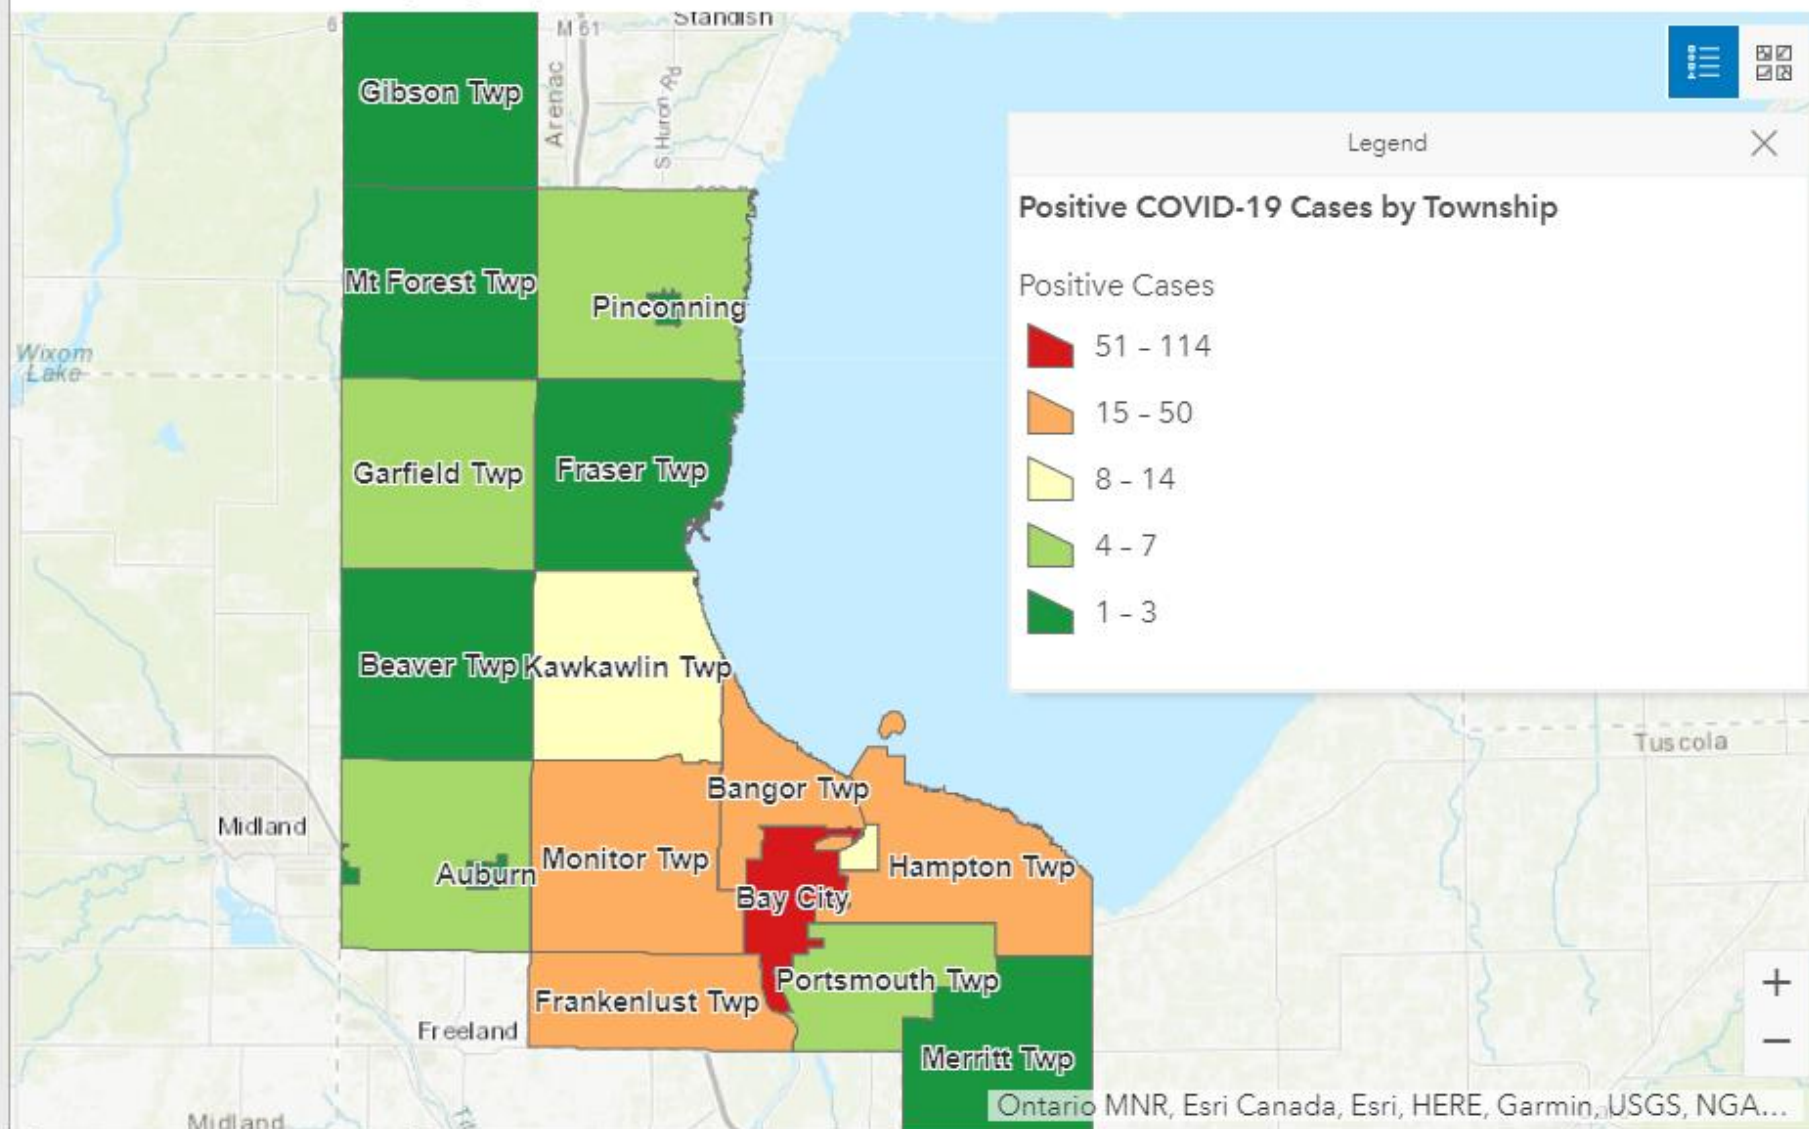 Standish
M 61
Gibson Twp
Arenac
S Huron Rd
Legend
Positive COVID-19 Cases by Township
Positive Cases
51 - 114
15 - 50
8 - 14
4 - 7
1 - 3
Mt Forest Twp
Pinconning
Wixom
Lake
Garfield Twp
Fraser Twp
Beaver Twp
Kawkawlin Twp
Tuscola
Bangor Twp
Midland
Auburn
Monitor Twp
Hampton Twp
Bay City
Portsmouth Twp
Frankenlust Twp
Freeland
Merritt Twp
Midland
Ontario MNR, Esri Canada, Esri, HERE, Garmin, USGS, NGA...